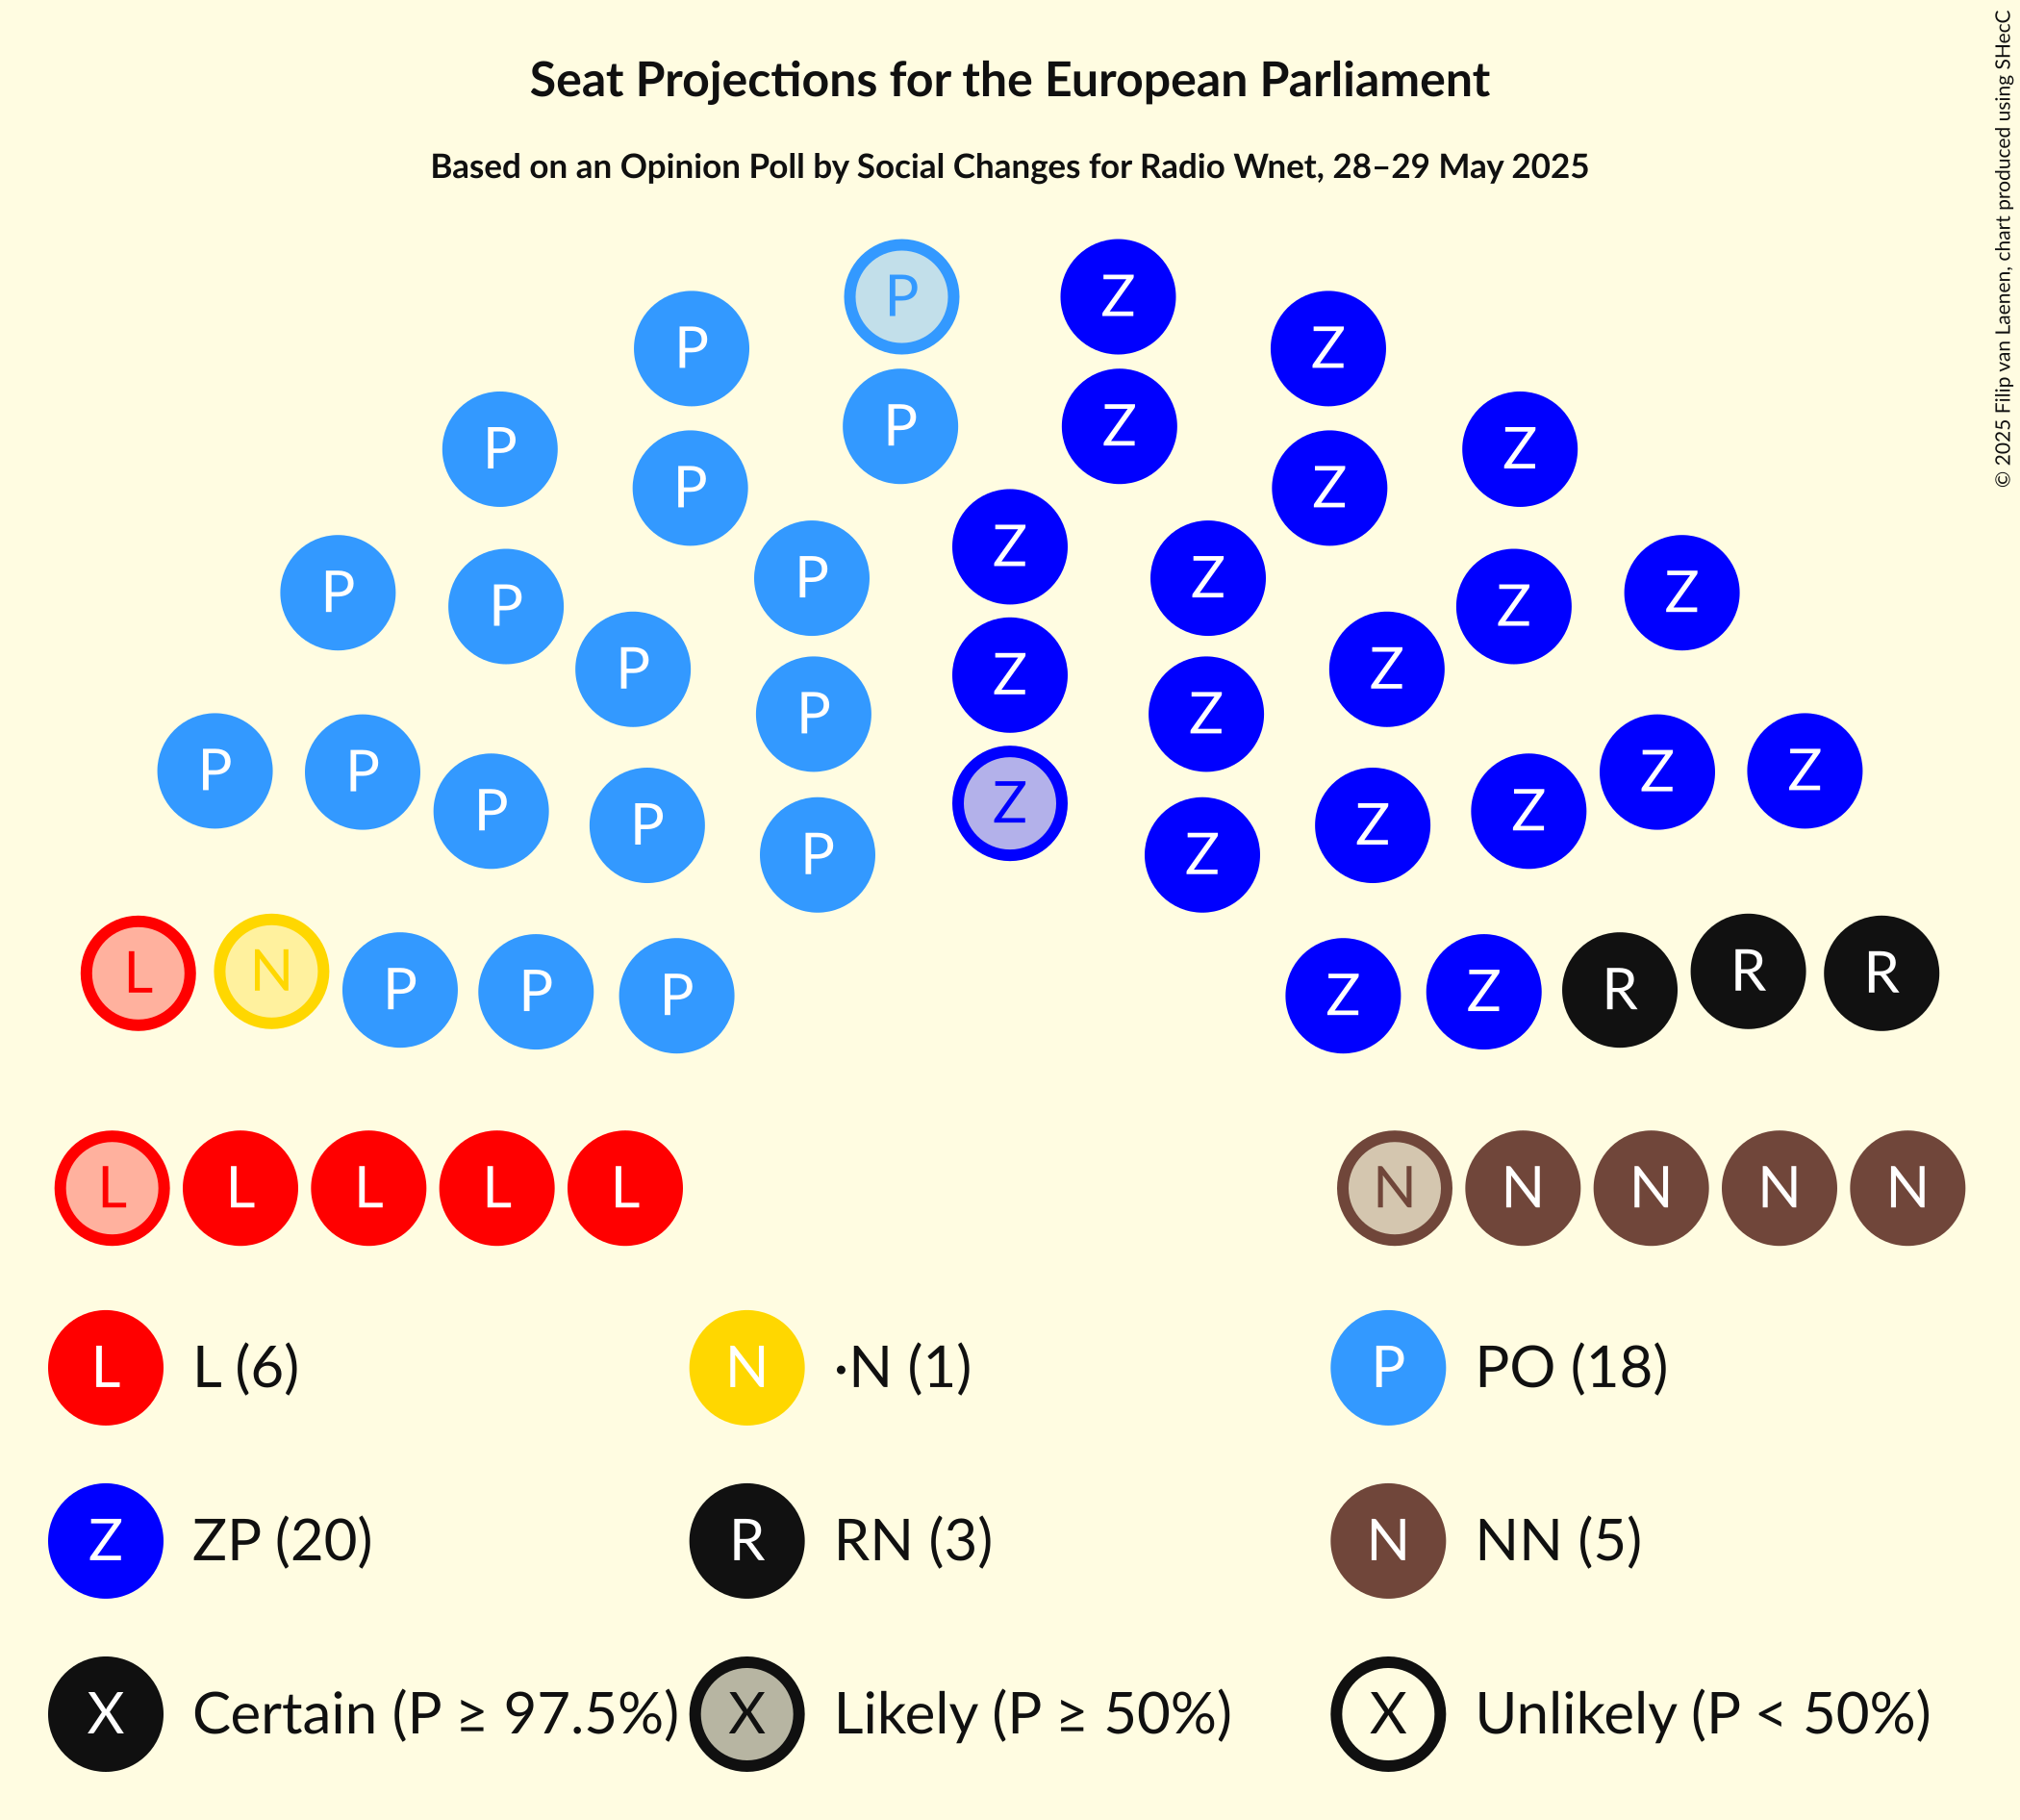 Seat Projections for the European Parliament
Based on an Opinion Poll by Social Changes for Radio Wnet, 28–29 May 2025
© 2025 Filip van Laenen, chart produced using SHecC
P Z
P Z
P Z
P Z
P Z
P Z
P Z
P Z
P Z
P Z
P Z
Z
P Z
P Z
P Z
P Z
P Z
P Z
Z
L N P P P Z Z R R R
L L L L L N N N N N
L L (6)
N ·N (1)
P PO (18)
Z ZP (20)
R RN (3)
N NN (5)
X Certain (P ≥ 97.5%)
X Likely (P ≥ 50%)
X Unlikely (P < 50%)